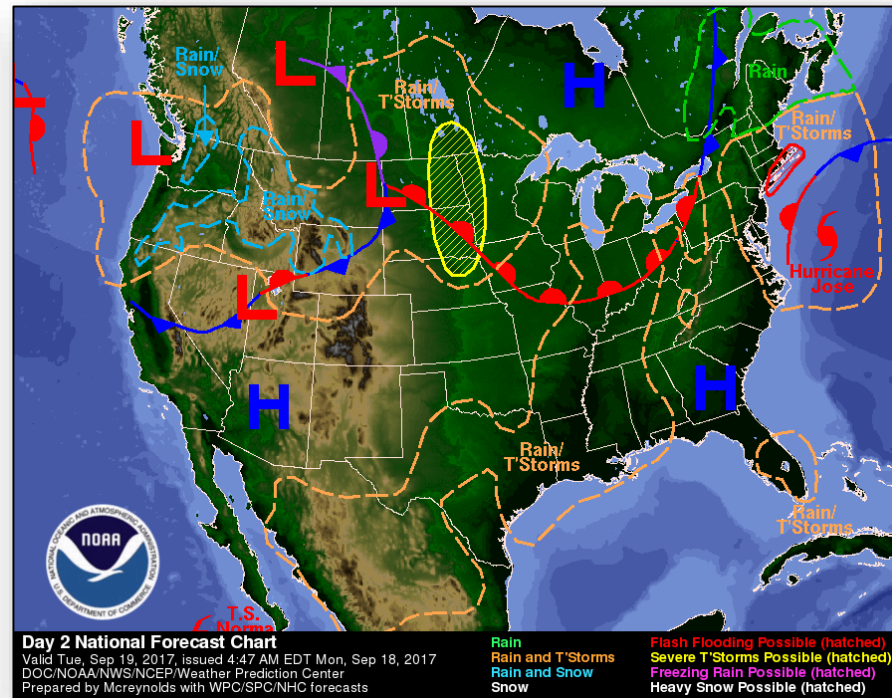 Rain/
Snow
L
L
Rain/
T'Storms
H
Rain
Rain/
T'Storms
L
Rain/
Snow
Hurricane
Jose
L
H
H
Rain/
T'Storms
Rain/
T'Storms
NATIONAL OCEANIC AND ATMOSPHERIC ADMINISTRATION
NOAA
U.S. DEPARTMENT OF COMMERCE
T.S.
Norma
Day 2 National Forecast Chart
Valid Tue, Sep 19, 2017, issued 4:47 AM EDT Mon, Sep 18, 2017
DOC/NOAA/NWS/NCEP/Weather Prediction Center
Prepared by Mcreynolds with WPC/SPC/NHC forecasts
Rain
Rain and T'Storms
Rain and Snow
Snow
Flash Flooding Possible (hatched)
Severe T'Storms Possible (hatched)
Freezing Rain Possible (hatched)
Heavy Snow Possible (hatched)